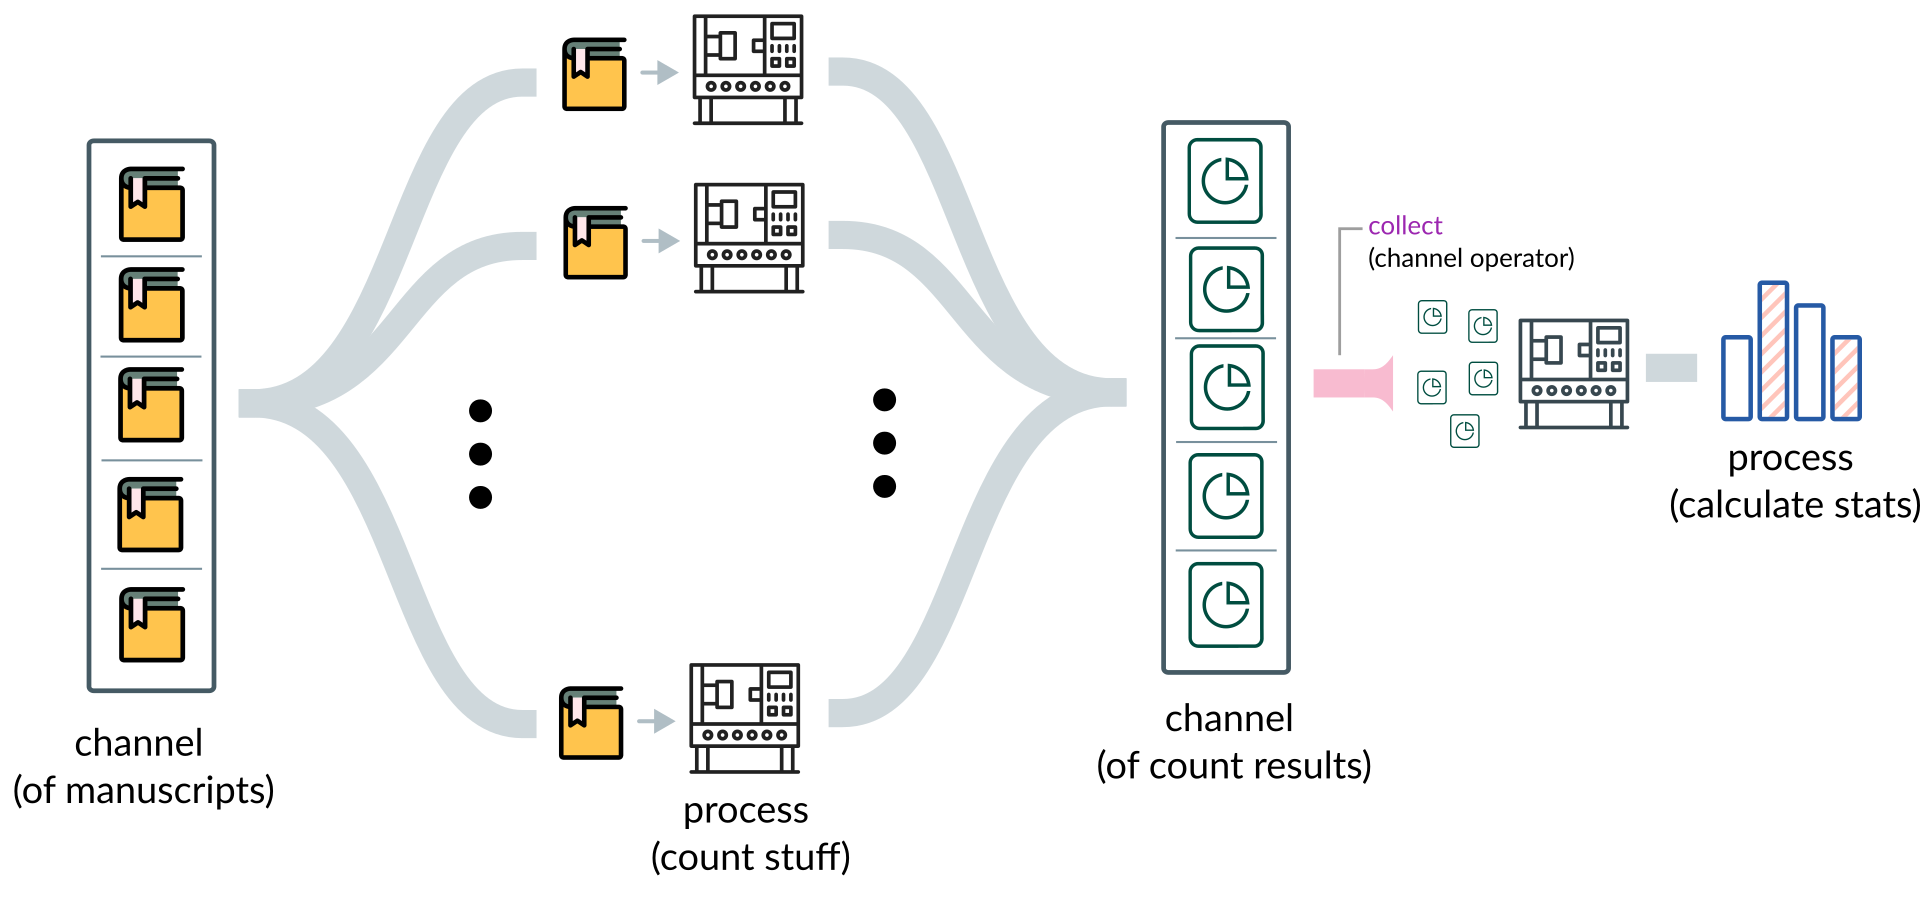 channel
(of manuscripts)
process
(count stuff)
channel
(of count results)
collect
(channel operator)
process
(calculate stats)